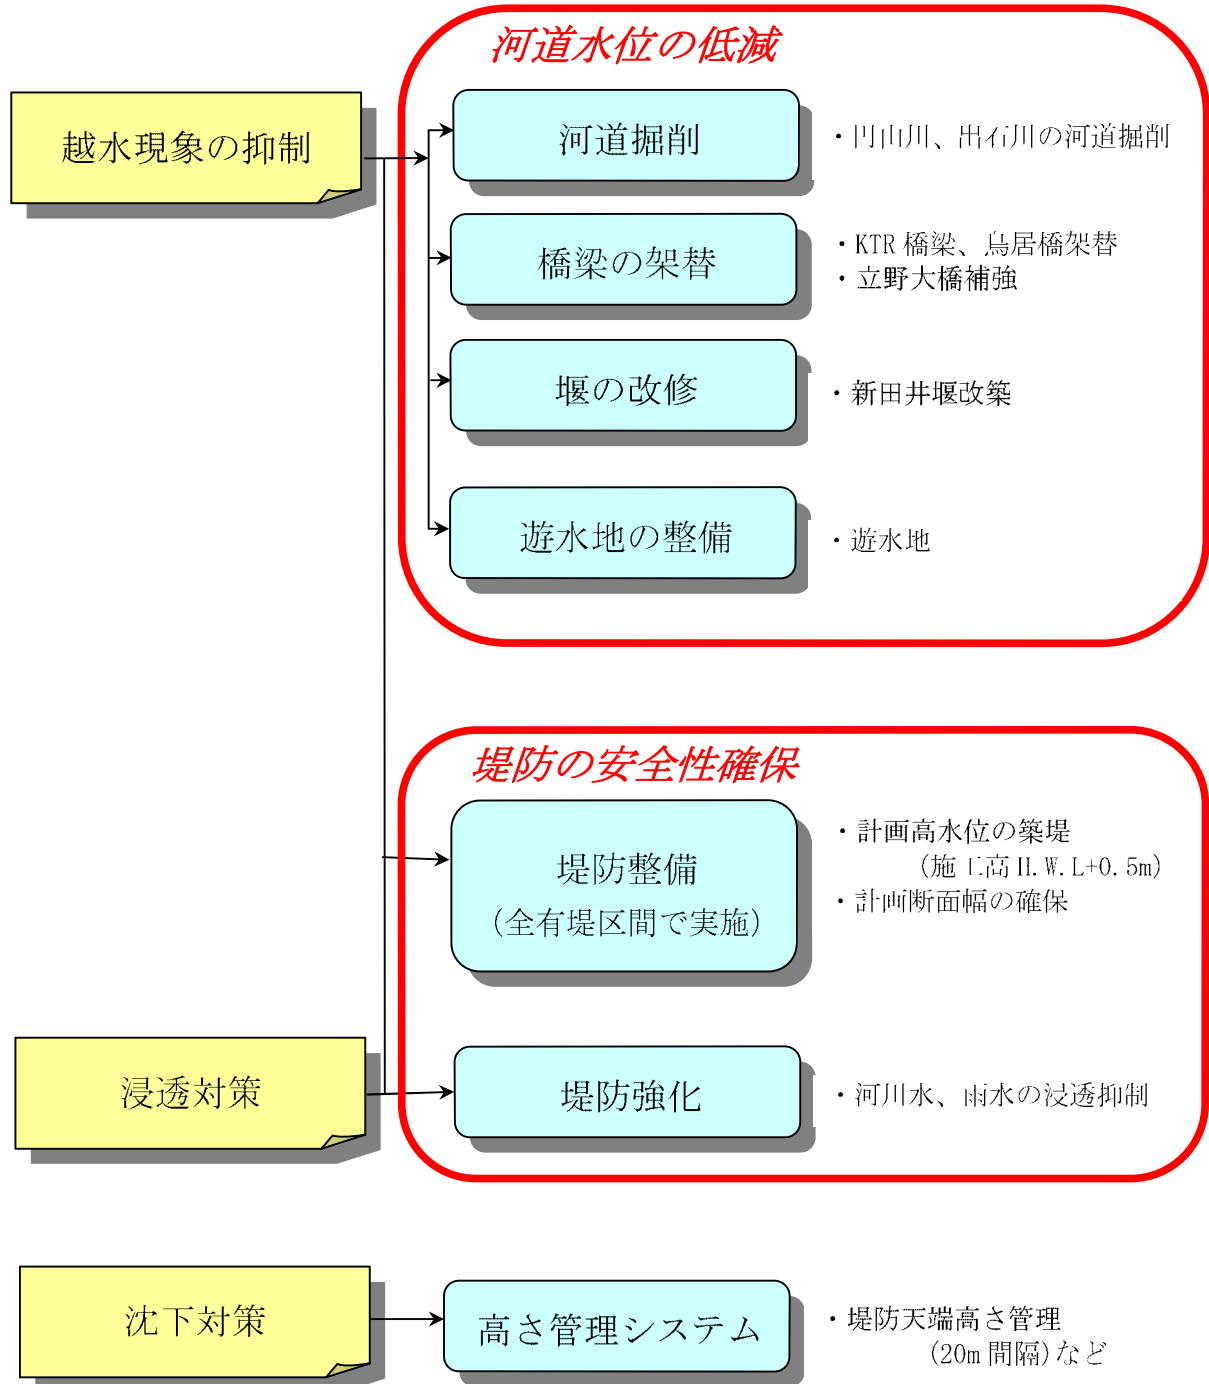 河道水位の低減
越水現象の抑制
河道掘削
・円山川、出石川の河道掘削
橋梁の架替
・KTR 橋梁、鳥居橋架替
・立野大橋補強
堰の改修
・新田井堰改築
遊水地の整備
・遊水地
堤防の安全性確保
堤防整備
(全有堤区間で実施)
・計画高水位の築堤
(施工高 H.W.L+0.5m)
・計画断面幅の確保
浸透対策
堤防強化
・河川水、雨水の浸透抑制
沈下対策
高さ管理システム
・堤防天端高さ管理
(20m 間隔)など